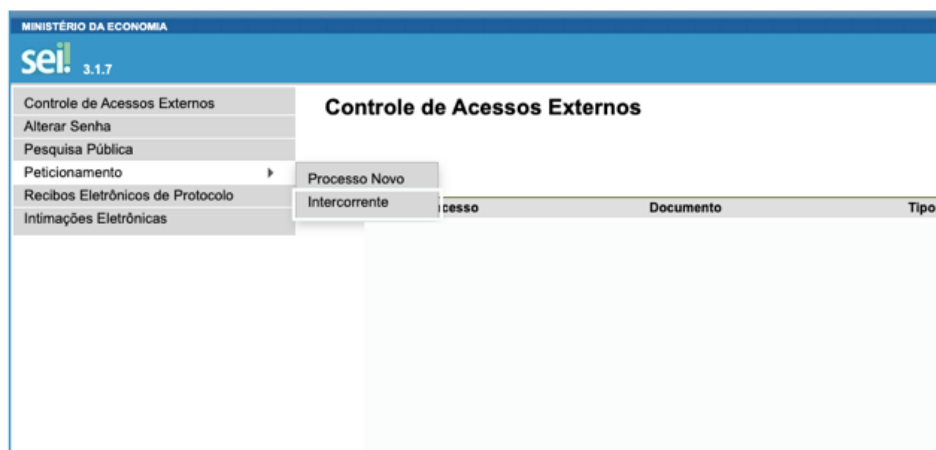 MINISTÉRIO DA ECONOMIA
sei! 3.1.7
Controle de Acessos Externos
Alterar Senha
Pesquisa Pública
Peticionamento
Recibos Eletrônicos de Protocolo
Intimações Eletrônicas
Processo Novo
Intercorrente
Controle de Acessos Externos
cesso Documento Tipo